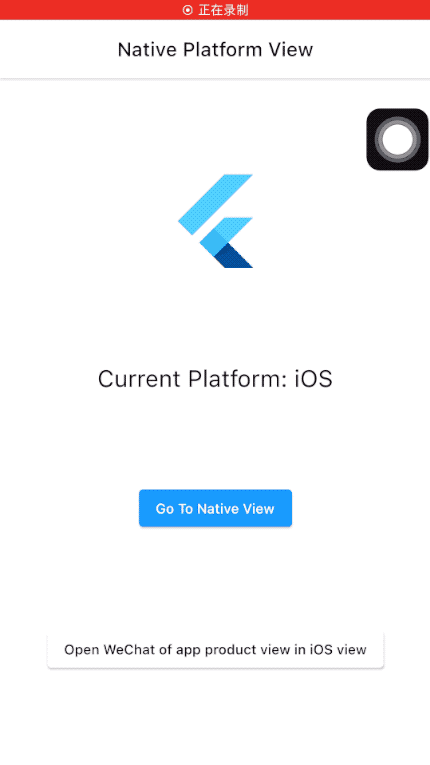 正在录制
Native Platform View
Current Platform: iOS
Go To Native View
Open WeChat of app product view in iOS view